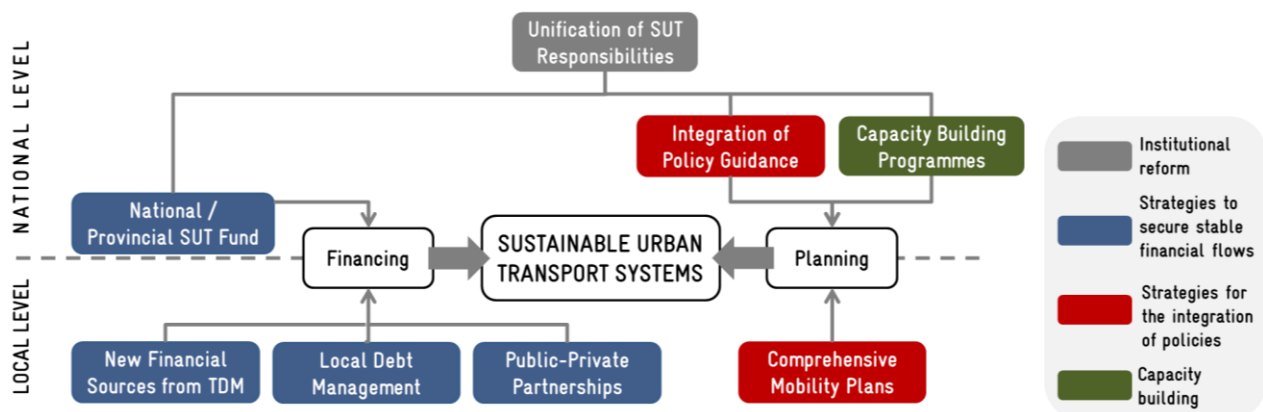 NATIONAL LEVEL
Unification of SUT
Responsibilities
Integration of
Policy Guidance
Capacity Building
Programmes
National /
Provincial SUT Fund
Financing
SUSTAINABLE URBAN
TRANSPORT SYSTEMS
Planning
LOCAL LEVEL
New Financial
Sources from TDM
Local Debt
Management
Public-Private
Partnerships
Comprehensive
Mobility Plans
Institutional
reform
Strategies to
secure stable
financial flows
Strategies for
the integration
of policies
Capacity
building